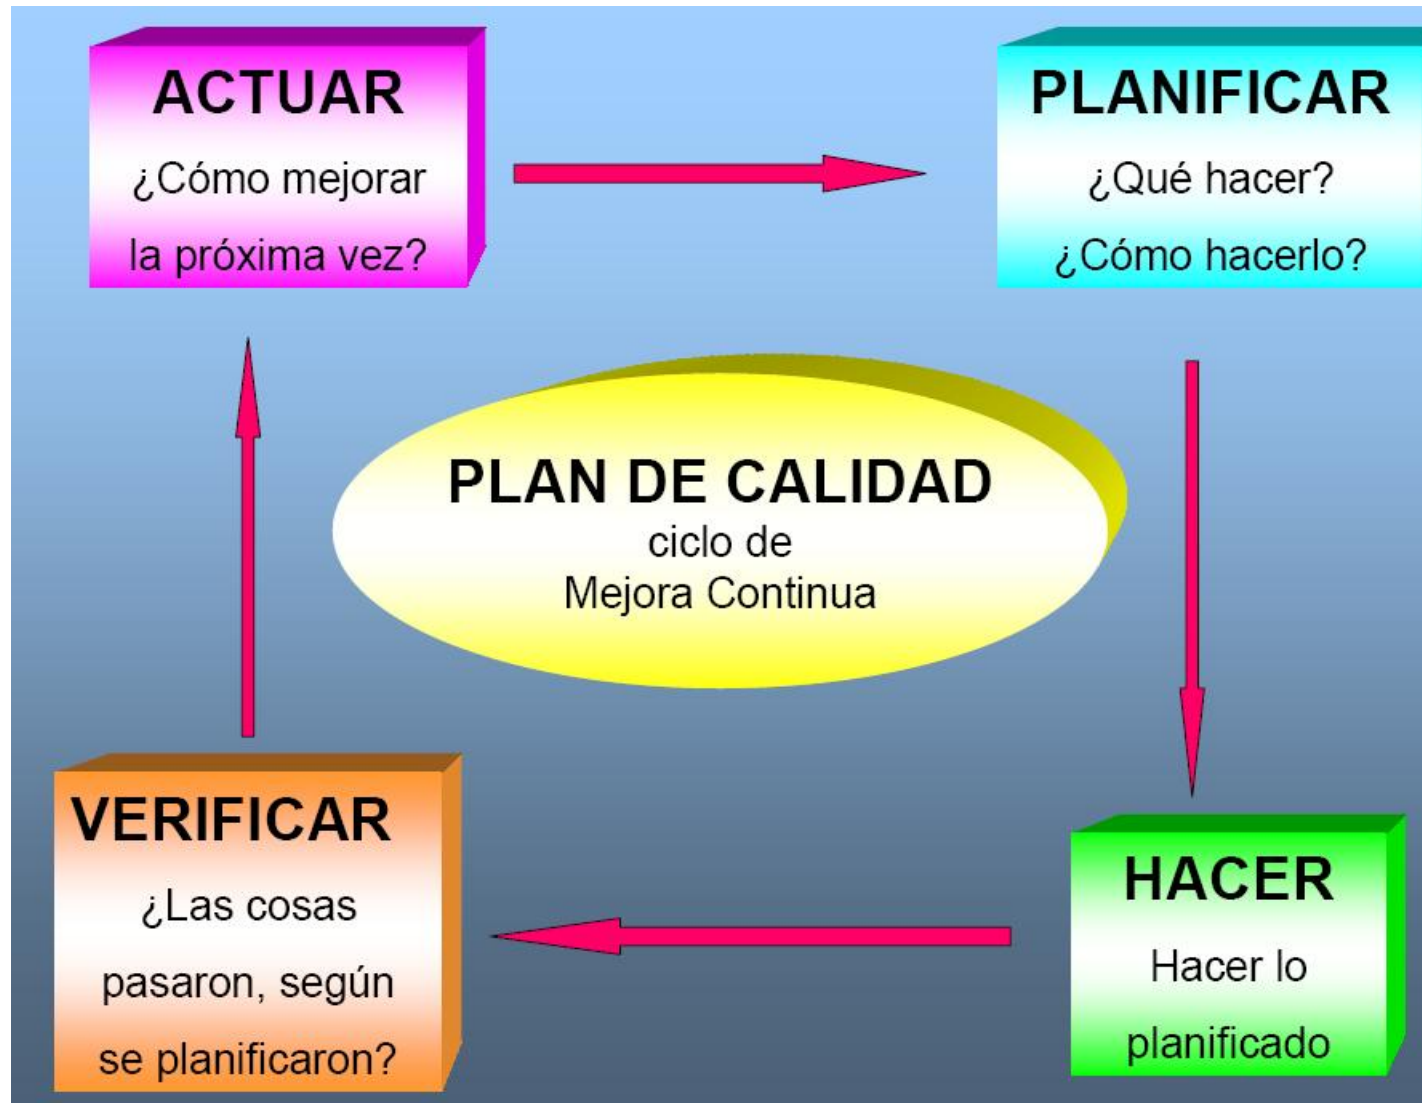 ACTUAR
¿Cómo mejorar
la próxima vez?
PLANIFICAR
¿Qué hacer?
¿Cómo hacerlo?
PLAN DE CALIDAD
ciclo de
Mejora Continua
VERIFICAR
¿Las cosas
pasaron, según
se planificaron?
HACER
Hacer lo
planificado